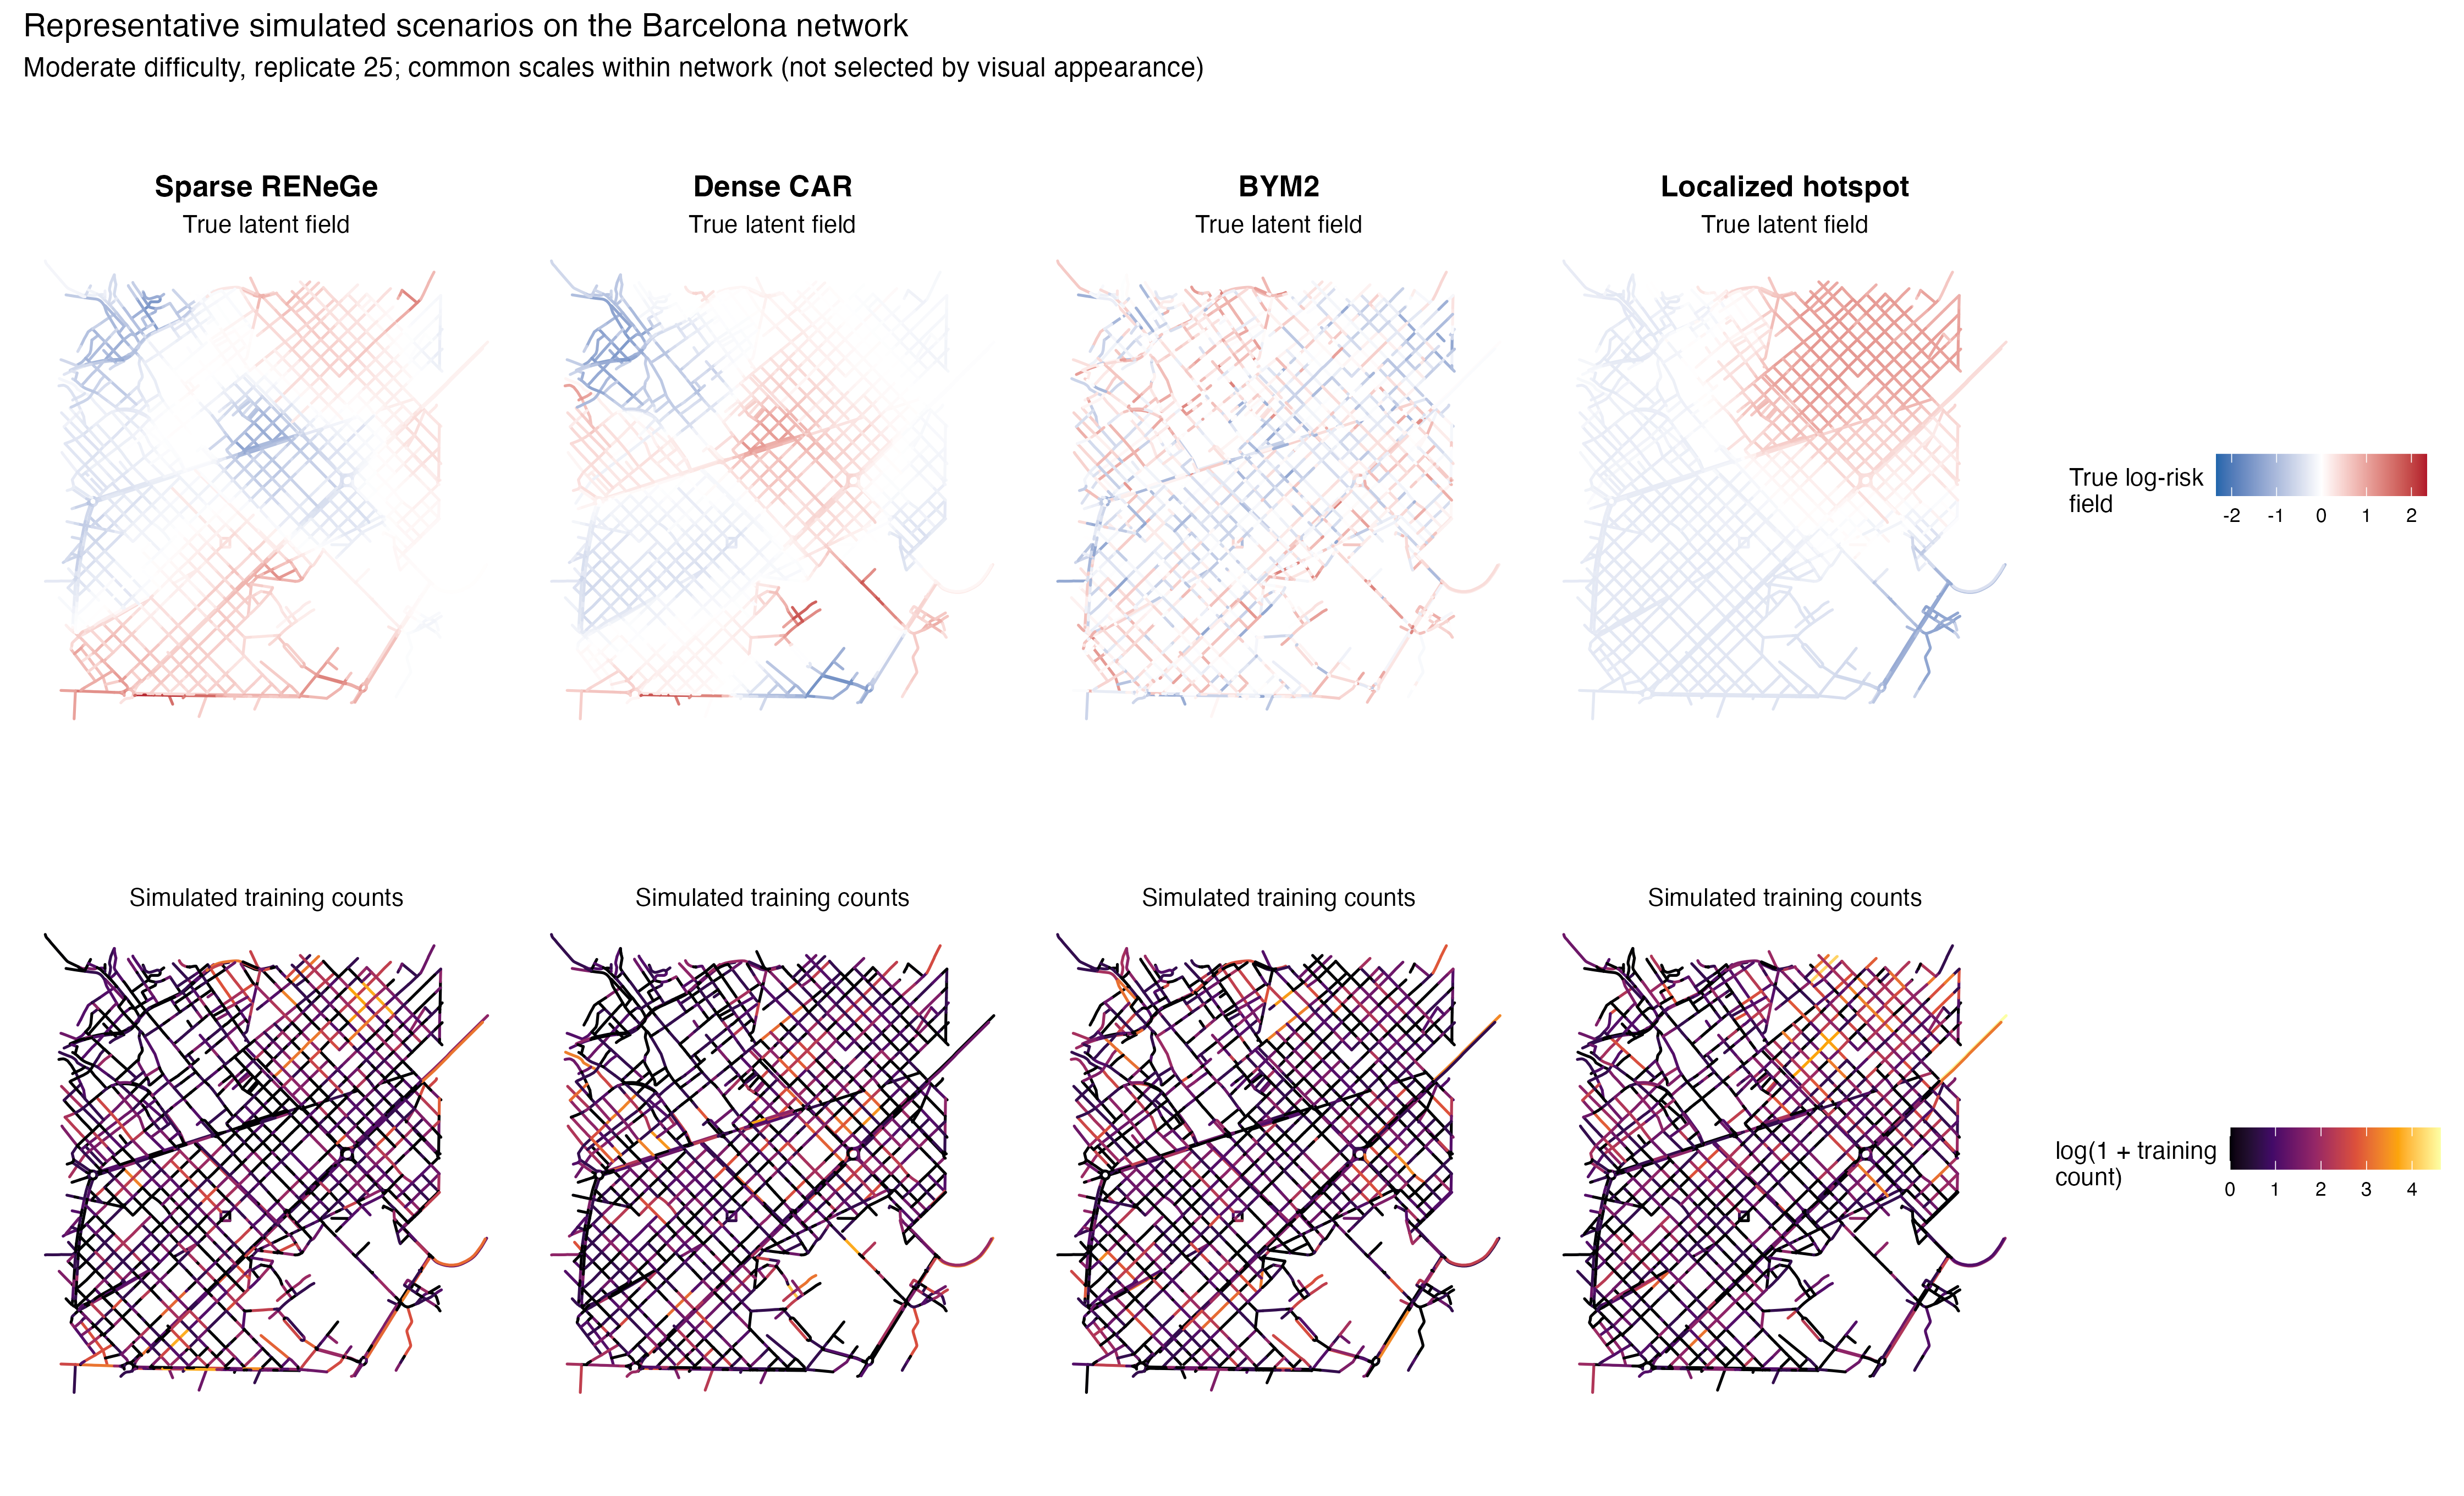 Representative simulated scenarios on the Barcelona network
Moderate difficulty, replicate 25; common scales within network (not selected by visual appearance)
Sparse RENeGe
True latent field
Dense CAR
True latent field
BYM2
True latent field
Localized hotspot
True latent field
True log-risk
field
-2 -1 0 1 2
Simulated training counts
Simulated training counts
Simulated training counts
Simulated training counts
log(1 + training
count)
0 1 2 3 4